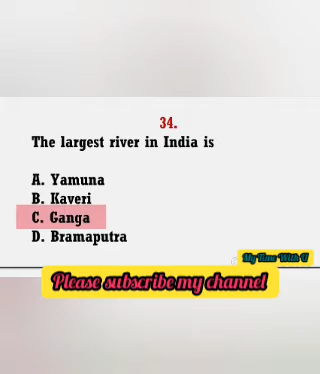 34.
The largest river in India is
A. Yamuna
B. Kaveri
C. Ganga
D. Bramaputra
My Time With U
Please subscribe my channel